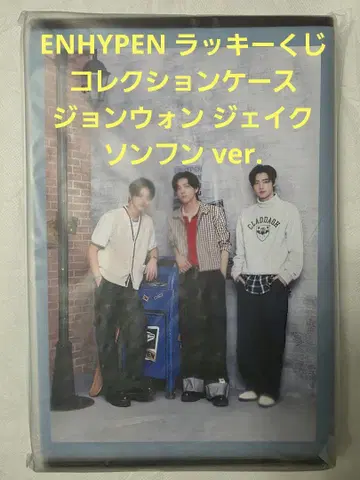 ENHYPEN ラッキーくじ
コレクションケース
ジョンウォン ジェイク
ソンフン ver.
CLADDAGH